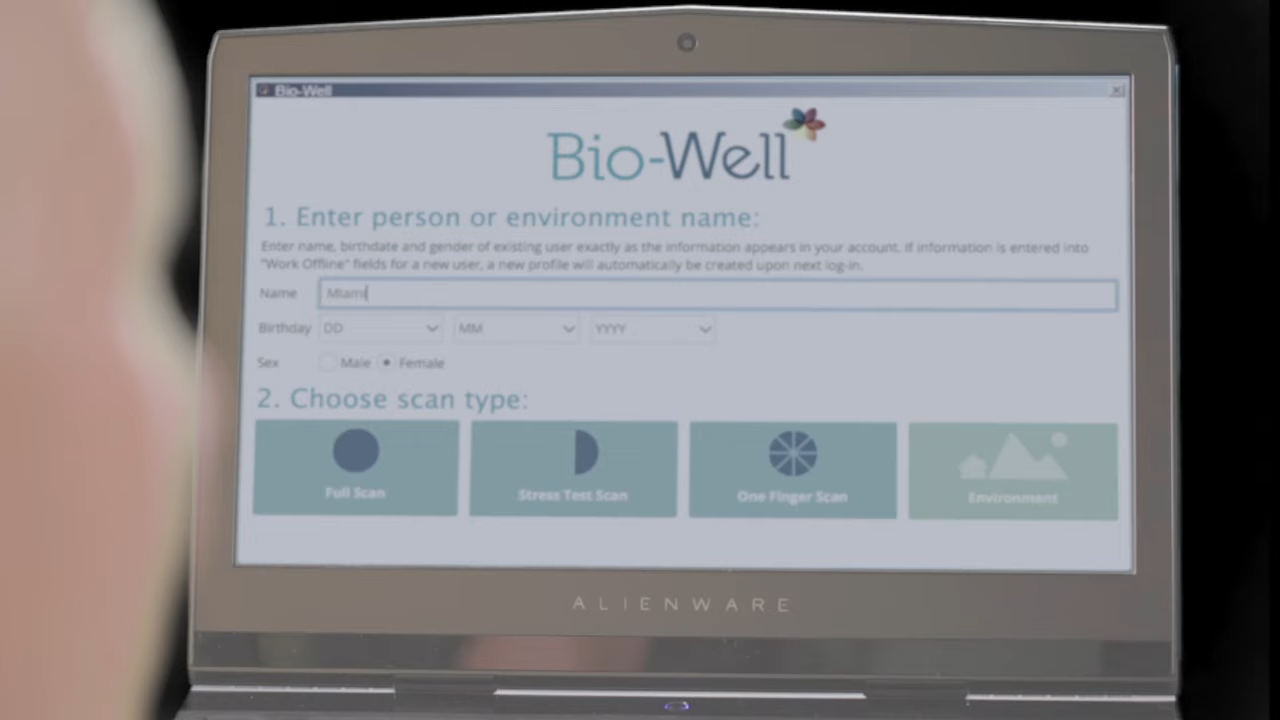 Bio-Well
Bio-Well
1. Enter person or environment name:
Enter name, birthdate and gender of existing user exactly as the information appears in your account. If information is entered into
"Work Offline" fields for a new user, a new profile will automatically be created upon next log-in.
Name Miami
Birthday DD MM YYYY
Sex Male Female
2. Choose scan type:
Full Scan Stress Test Scan One Finger Scan Environment
ALIENWARE